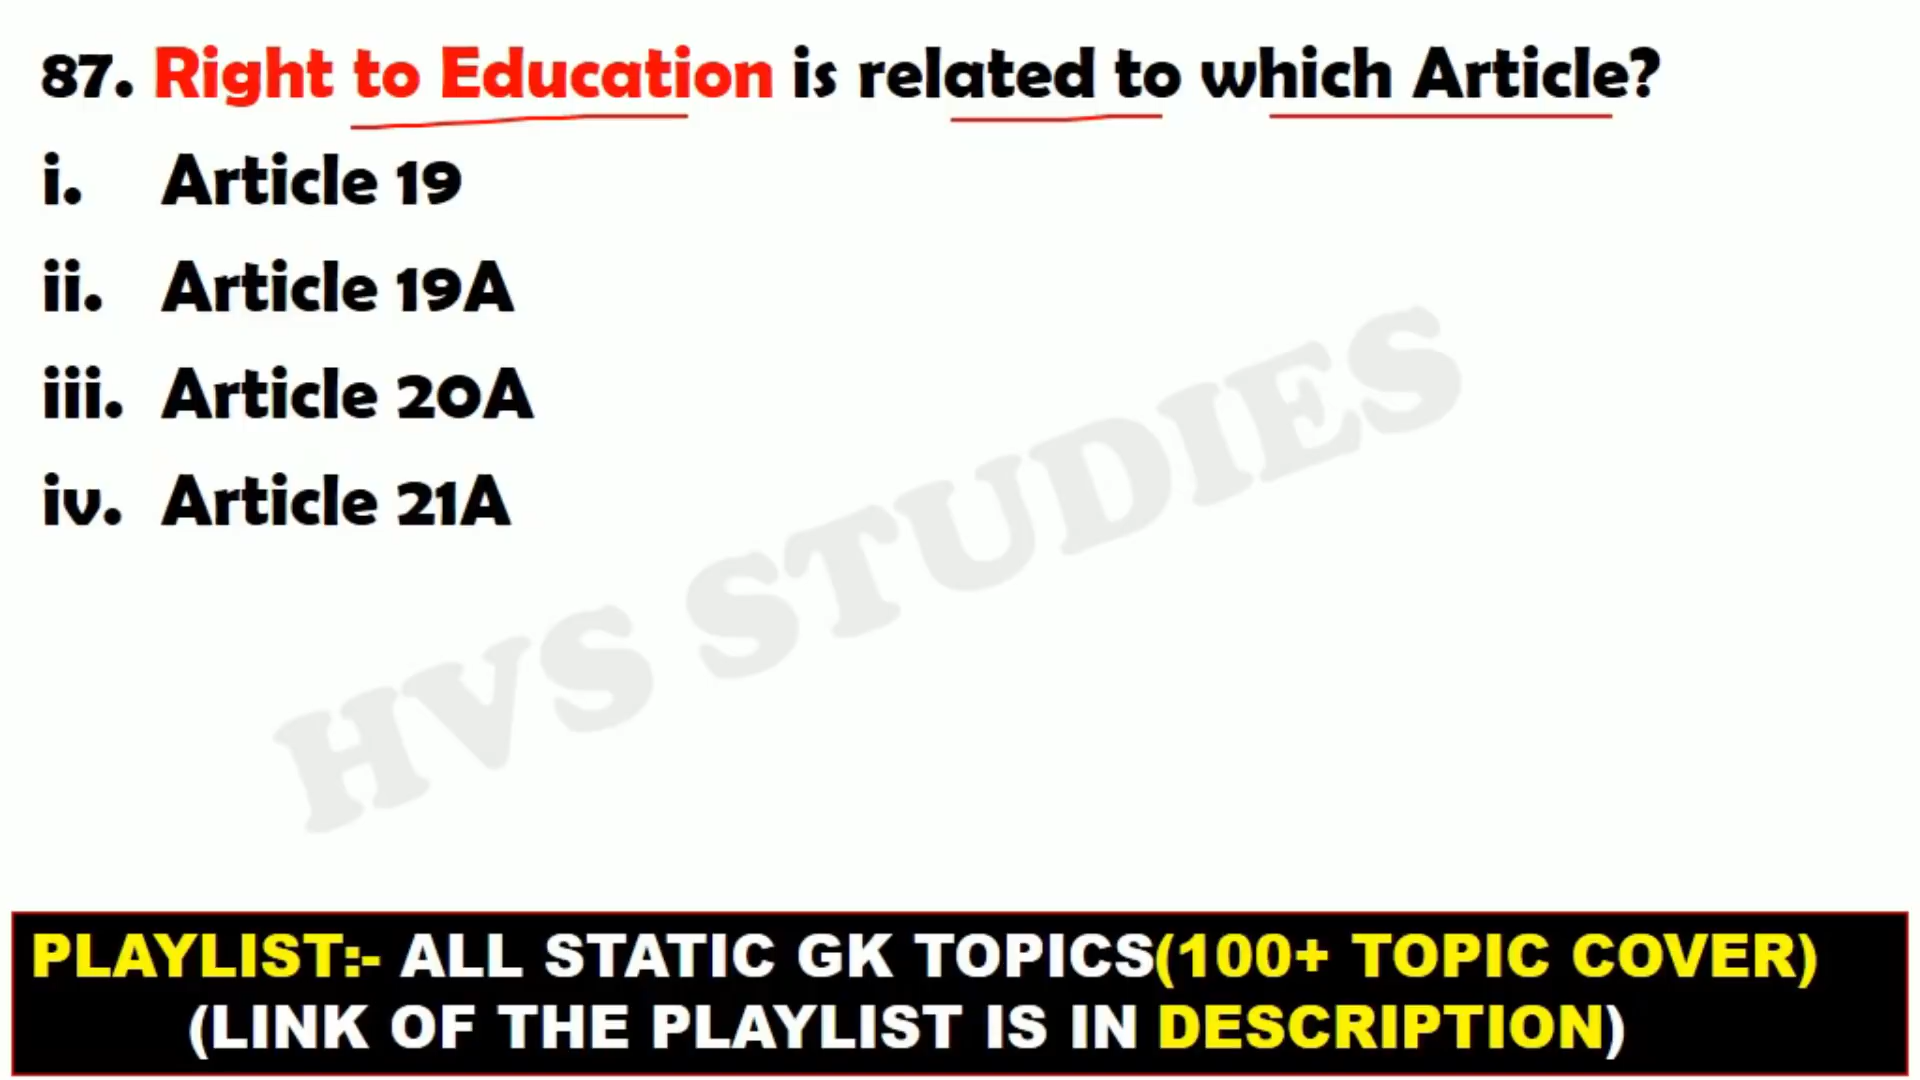 87. Right to Education is related to which Article?
i. Article 19
ii. Article 19A
iii. Article 20A
iv. Article 21A
HVS STUDIES
PLAYLIST:- ALL STATIC GK TOPICS(100+ TOPIC COVER)
(LINK OF THE PLAYLIST IS IN DESCRIPTION)